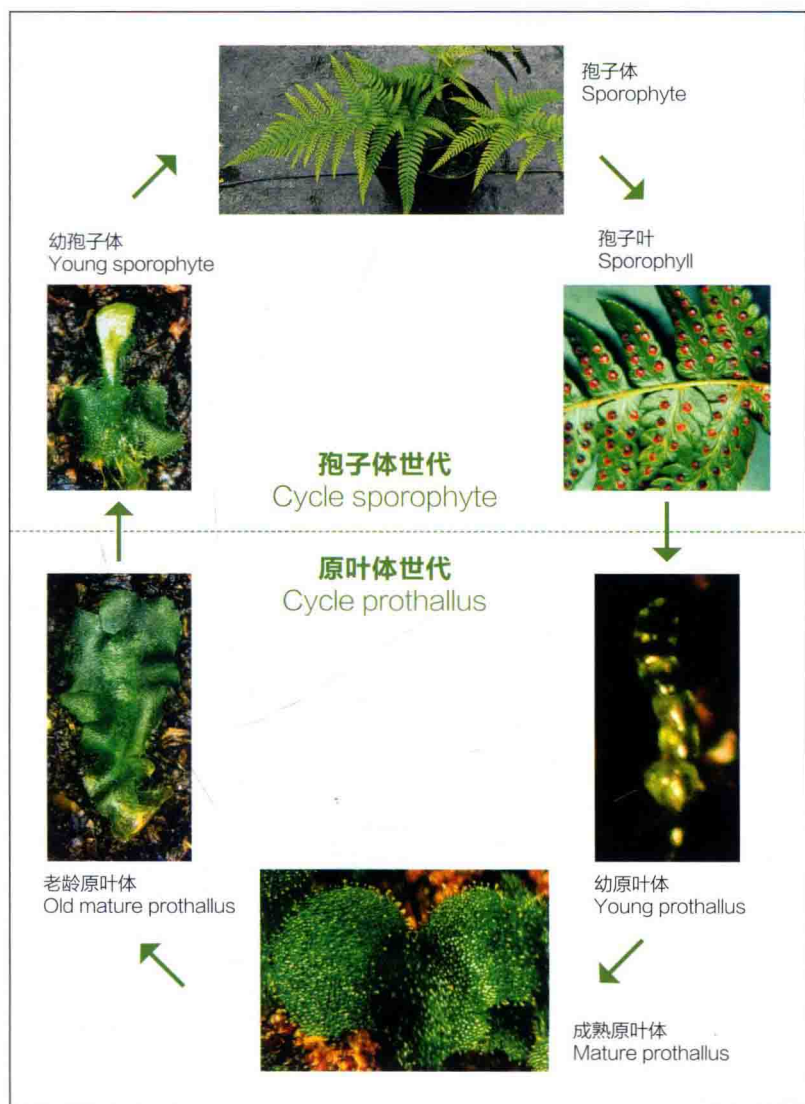 孢子体
Sporophyte
孢子叶
Sporophyll
幼孢子体
Young sporophyte
孢子体世代
Cycle sporophyte
原叶体世代
Cycle prothallus
幼原叶体
Young prothallus
老龄原叶体
Old mature prothallus
成熟原叶体
Mature prothallus